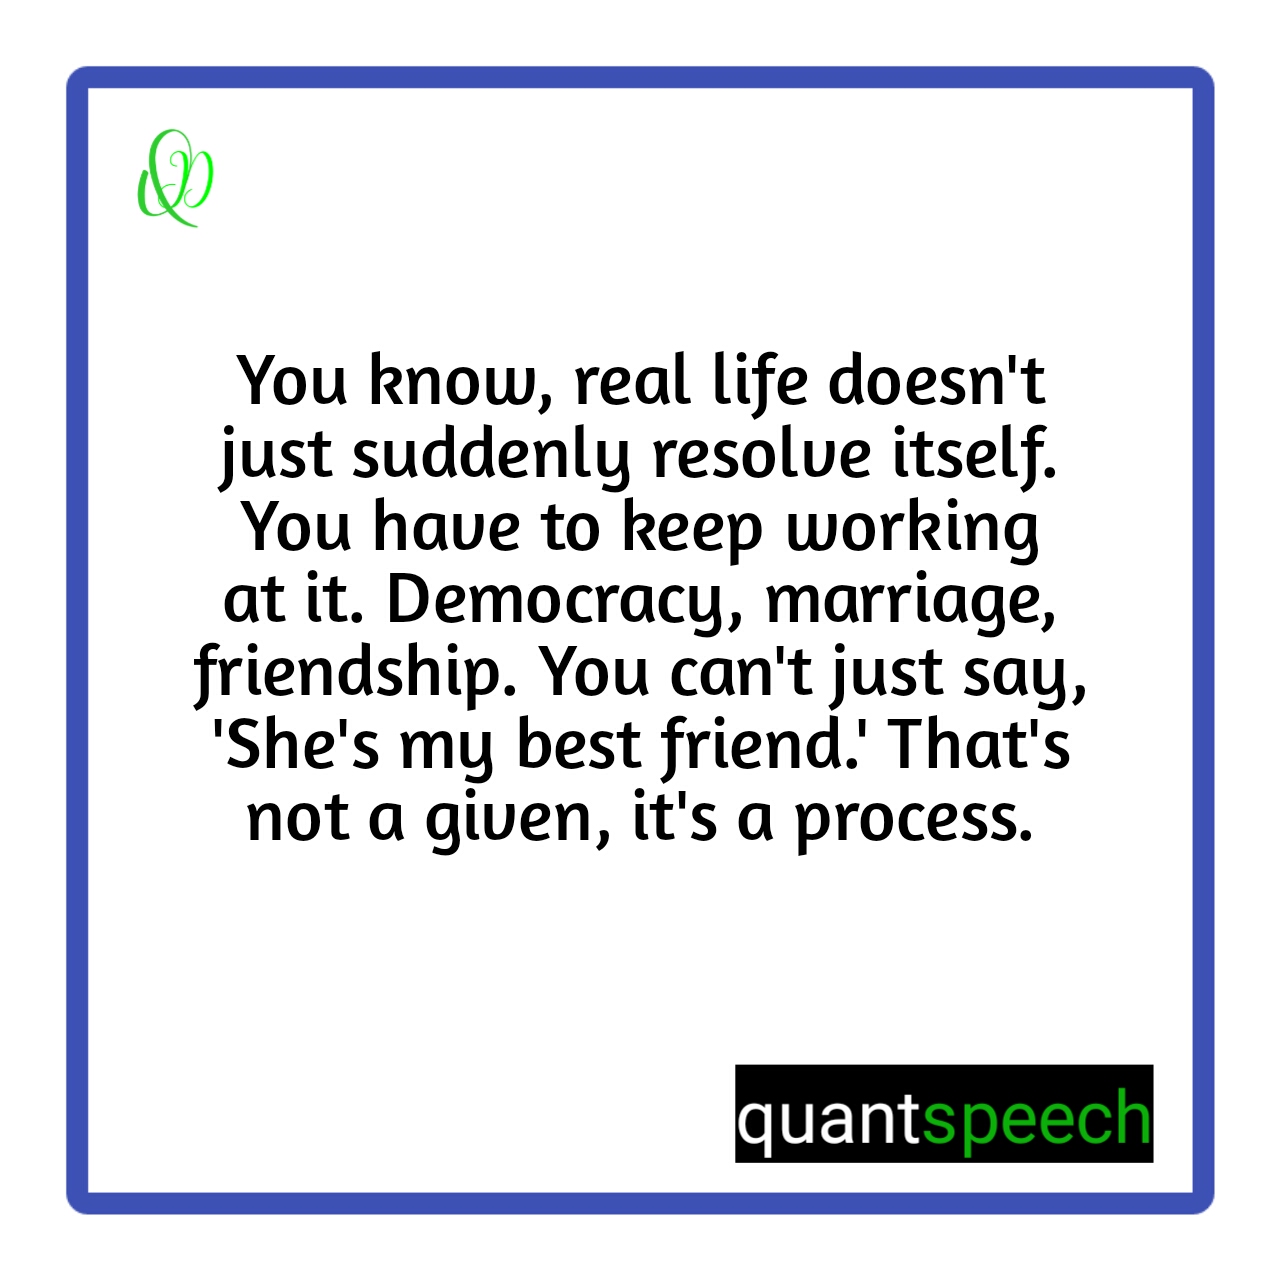 You know, real life doesn't
just suddenly resolve itself.
You have to keep working
at it. Democracy, marriage,
friendship. You can't just say,
'She's my best friend.' That's
not a given, it's a process.
quantspeech